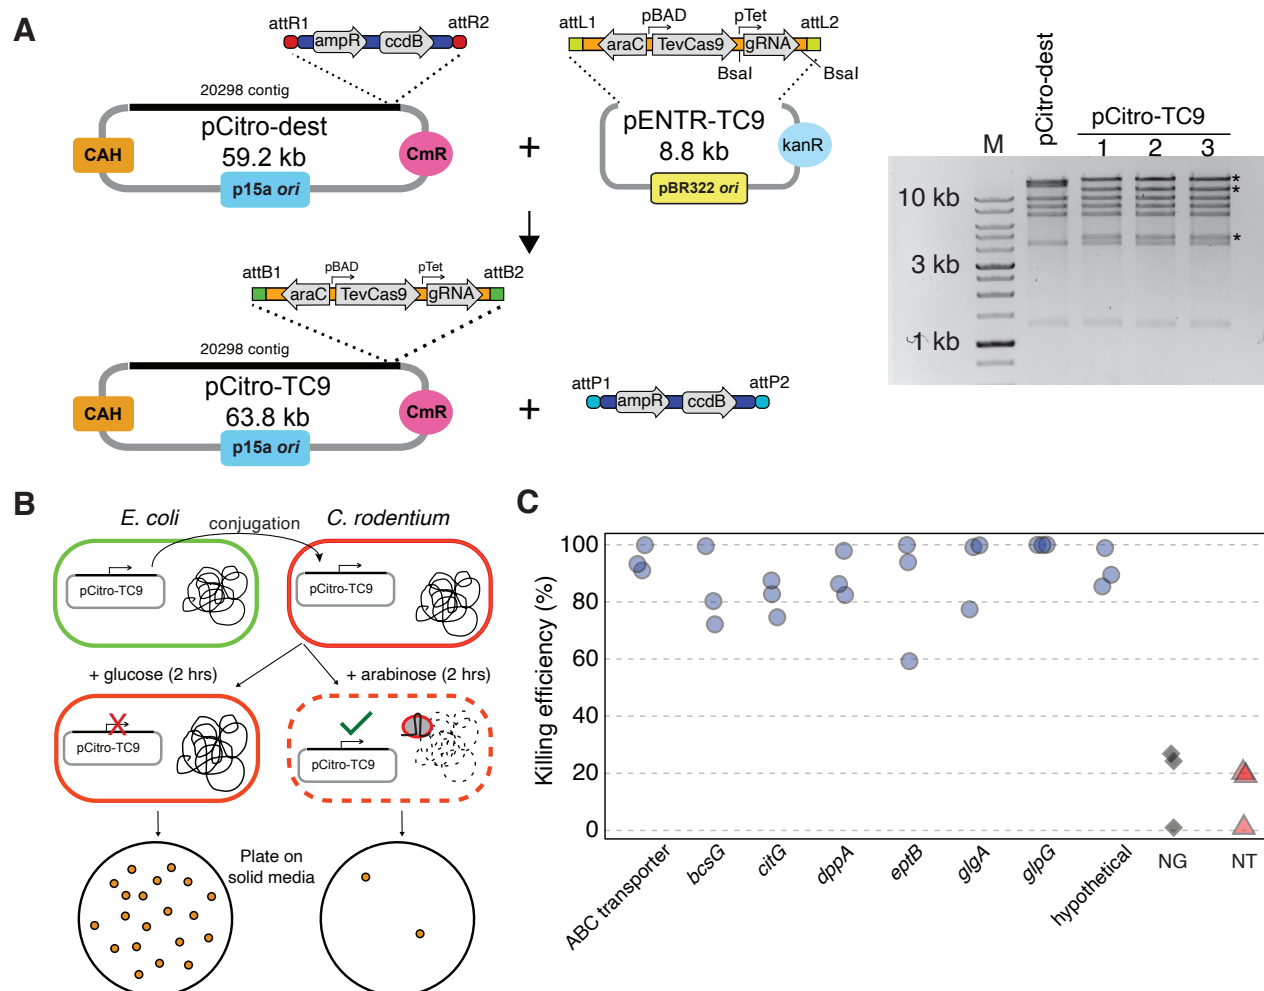 A
attR1
attR2
ampR
ccdB
20298 contig
pCitro-dest
59.2 kb
CAH
CmR
p15a ori
+
attL1
pBAD
pTet
attL2
araC
TevCas9
gRNA
BsaI
BsaI
pENTR-TC9
8.8 kb
kanR
pBR322 ori
attB1
pBAD
pTet
attB2
araC
TevCas9
gRNA
20298 contig
pCitro-TC9
63.8 kb
CAH
CmR
p15a ori
+
attP1
attP2
ampR
ccdB
pCitro-dest
pCitro-TC9
M
1
2
3
10 kb
3 kb
1 kb
*
*
*
B
E. coli
conjugation
C. rodentium
pCitro-TC9
pCitro-TC9
+ glucose (2 hrs)
+ arabinose (2 hrs)
pCitro-TC9
pCitro-TC9
Plate on
solid media
C
Killing efficiency (%)
100
80
60
40
20
0
ABC transporter
bcsG
citG
dppA
eptB
glgA
glpG
hypothetical
NG
NT